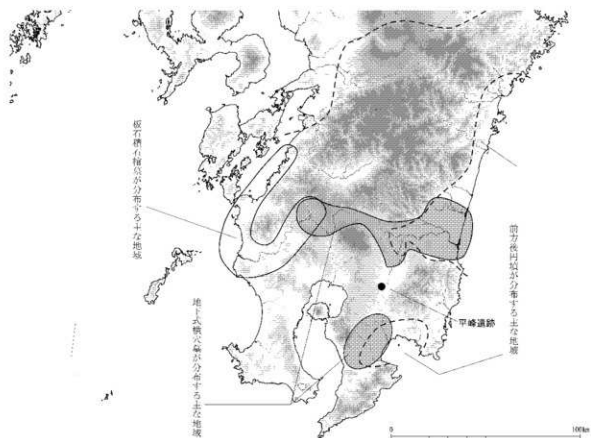 板石積石棺墓が分布する主な地域
前方後円墳が分布する主な地域
平峰遺跡
地下式横穴墓が分布する主な地域
0
100km